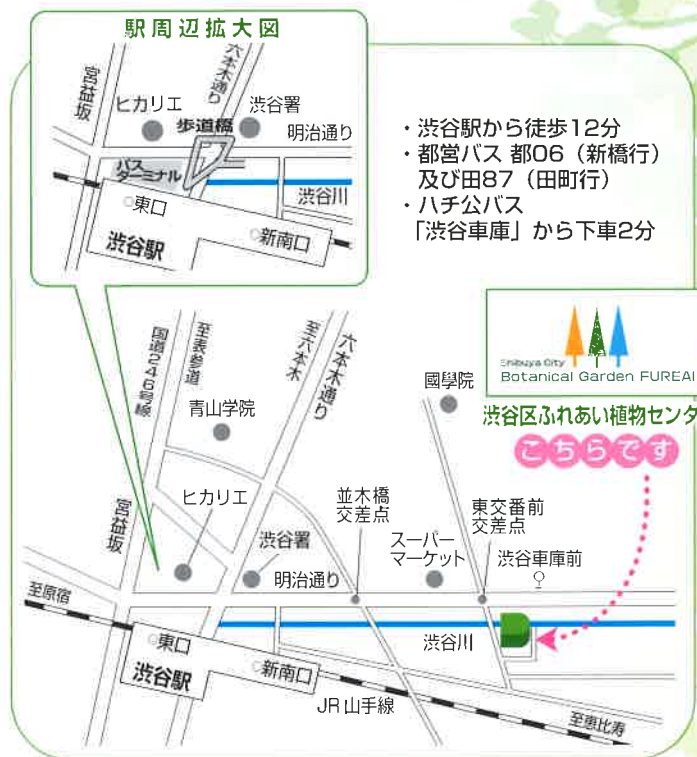 駅周辺拡大図
宮益坂
六本木通り
ヒカリエ
渋谷署
歩道橋
明治通り
バス
ターミナル
渋谷川
東口
新南口
渋谷駅
・渋谷駅から徒歩12分
・都営バス 都06（新橋行）
及び田87（田町行）
・ハチ公バス
「渋谷車庫」から下車2分
Shibuya City
Botanical Garden FUREAI
渋谷区ふれあい植物センタ
こちらです
国道246号線
至表参道
至六本木
六本木通り
國學院
青山学院
宮益坂
ヒカリエ
渋谷署
明治通り
並木橋
交差点
スーパー
マーケット
東交番前
交差点
渋谷車庫前
至原宿
東口
渋谷駅
新南口
渋谷川
JR山手線
至恵比寿